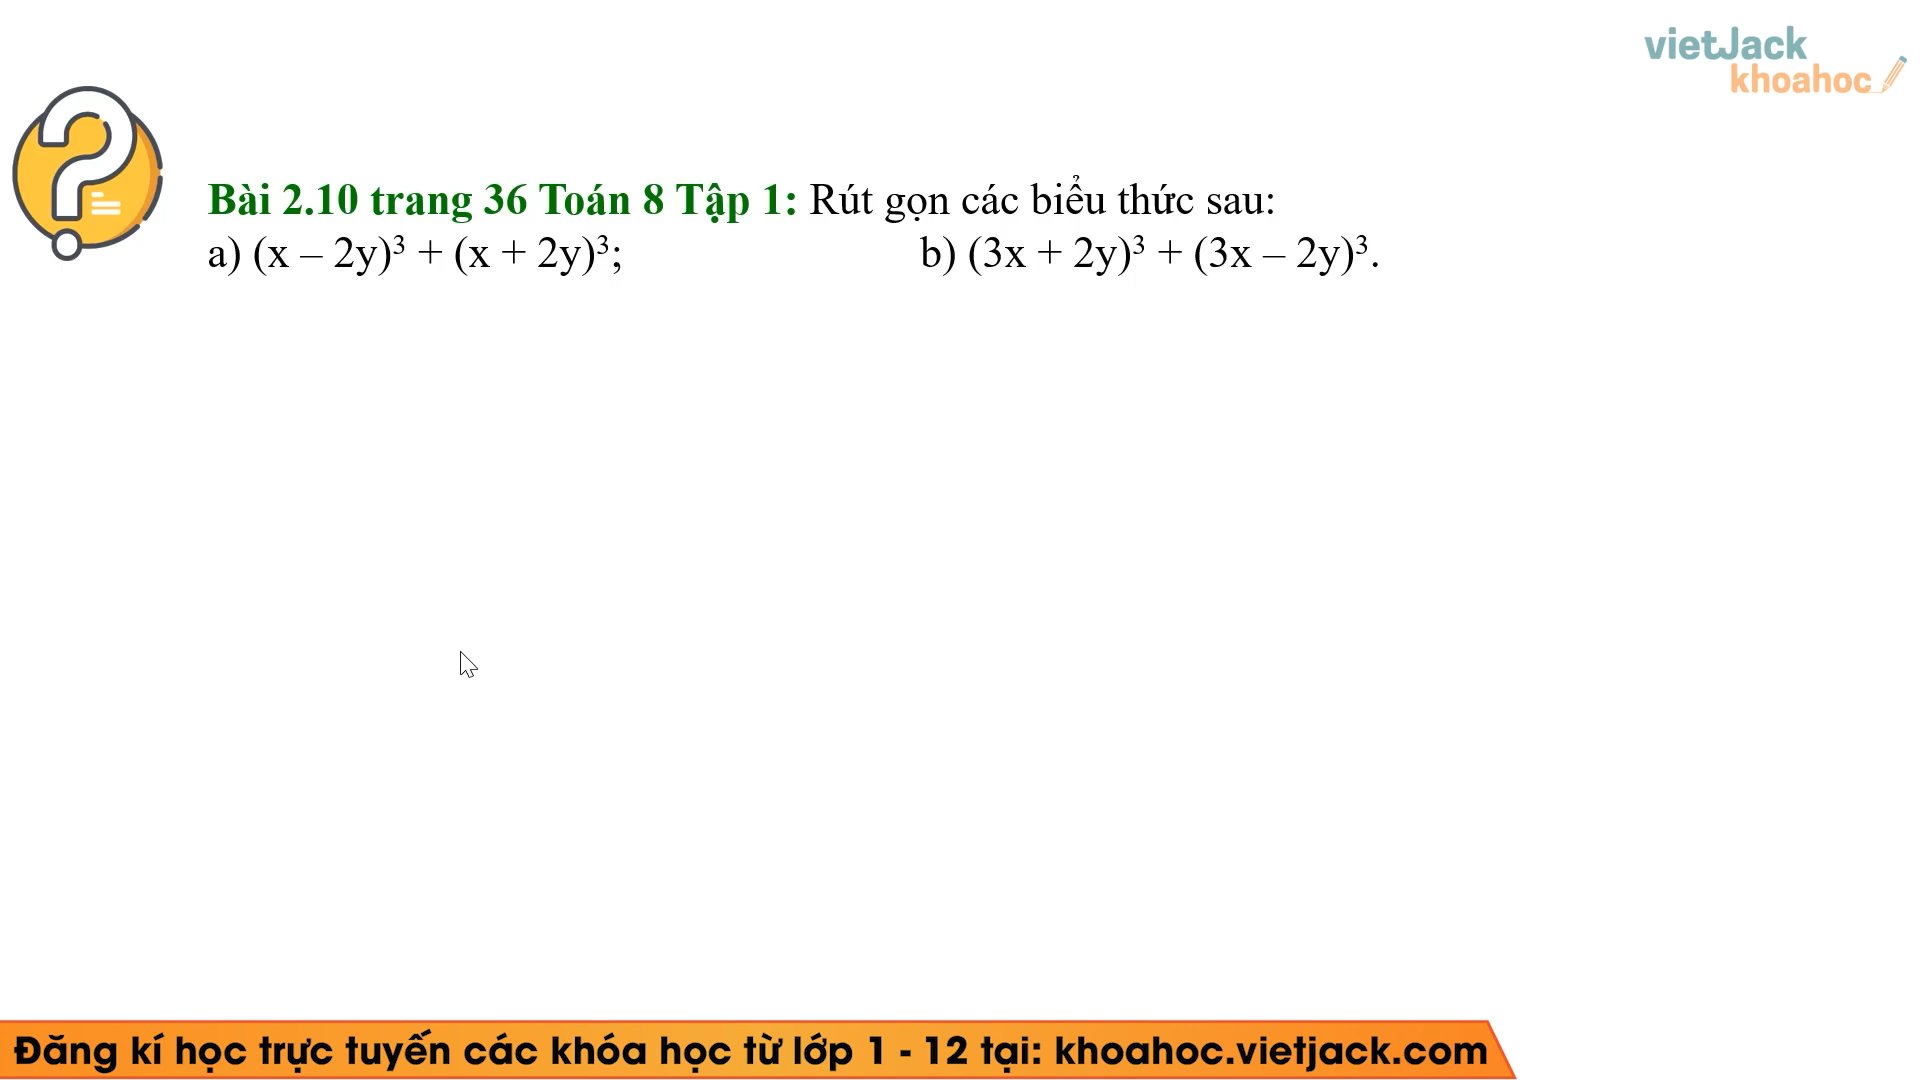 vietJack
khoahoc
Bài 2.10 trang 36 Toán 8 Tập 1: Rút gọn các biểu thức sau:
a) (x – 2y)³ + (x + 2y)³; b) (3x + 2y)³ + (3x – 2y)³.
Đăng kí học trực tuyến các khóa học từ lớp 1 - 12 tại: khoahoc.vietjack.com